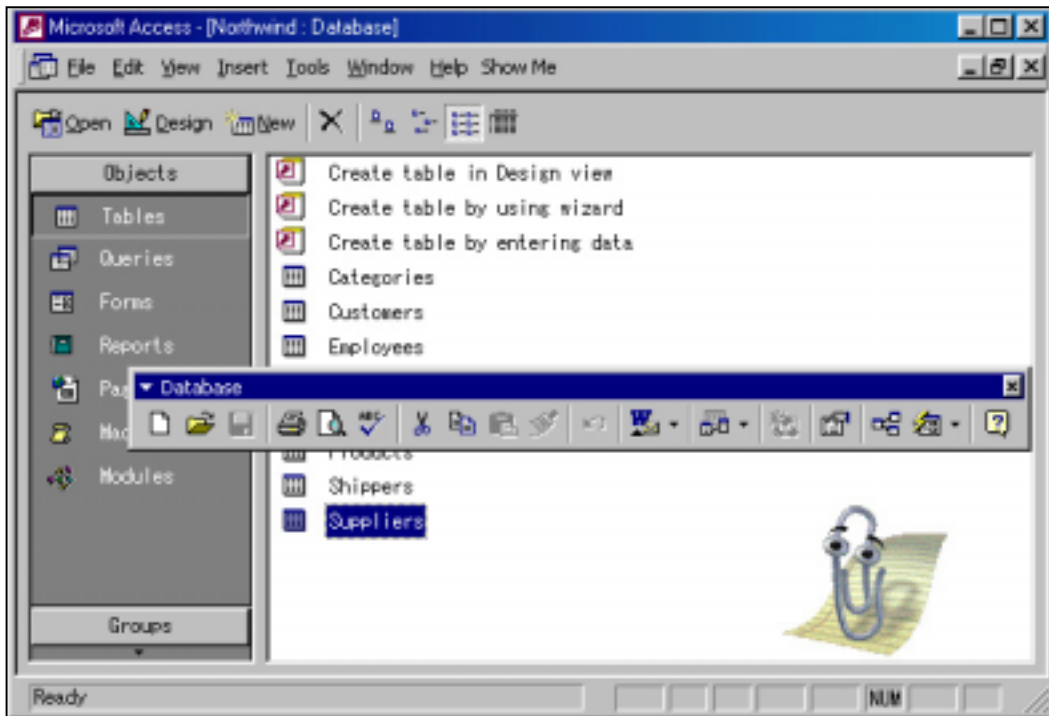 Microsoft Access - [Northwind : Database]
File Edit View Insert Tools Window Help Show Me
Open Design New
Objects
Tables
Queries
Forms
Reports
Modules
Groups
Create table in Design view
Create table by using wizard
Create table by entering data
Categories
Customers
Employees
Database
ABC
Products
Shippers
Suppliers
Ready
NUM